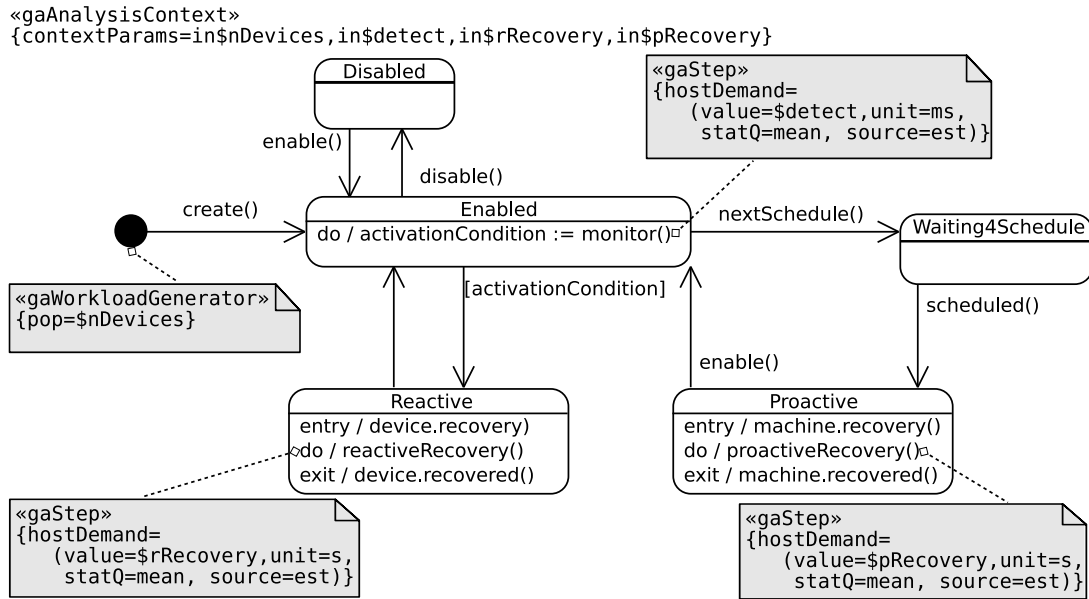 «gaAnalysisContext»
{contextParams=in$nDevices,in$detect,in$rRecovery,in$pRecovery}
Disabled
«gaStep»
{hostDemand=
(value=$detect,unit=ms,
statQ=mean, source=est)}
enable()
disable()
create()
Enabled
do / activationCondition := monitor()
nextSchedule()
Waiting4Schedule
«gaWorkloadGenerator»
{pop=$nDevices}
[activationCondition]
scheduled()
enable()
Reactive
entry / device.recovery)
do / reactiveRecovery()
exit / device.recovered()
Proactive
entry / machine.recovery()
do / proactiveRecovery()
exit / machine.recovered()
«gaStep»
{hostDemand=
(value=$rRecovery,unit=s,
statQ=mean, source=est)}
«gaStep»
{hostDemand=
(value=$pRecovery,unit=s,
statQ=mean, source=est)}